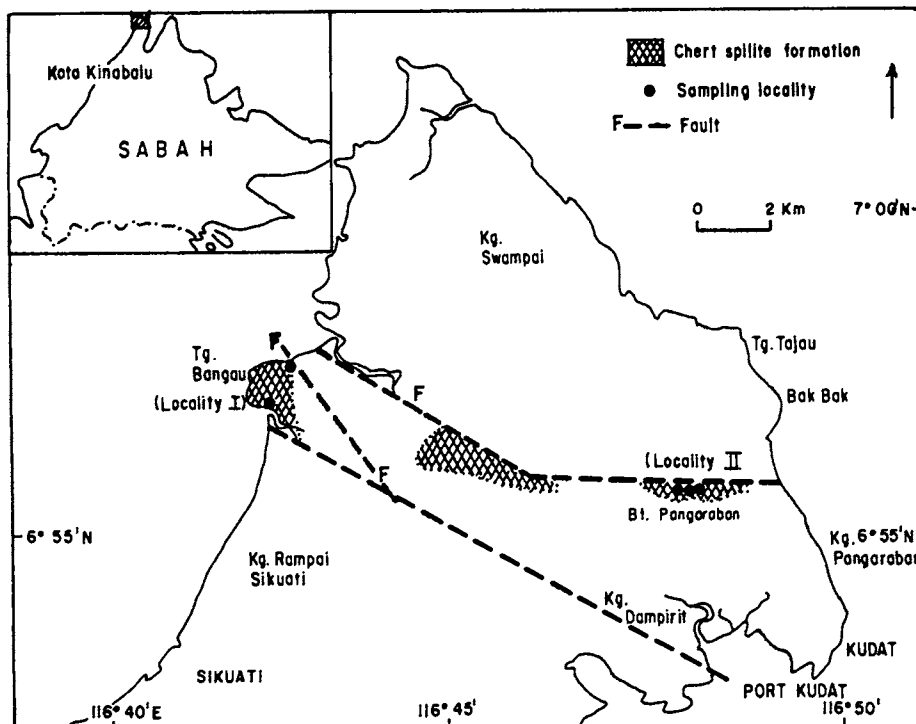 Kota Kinabalu
SABAH
Chert spilite formation
Sampling locality
F Fault
0 2 Km
7° 00' N
Kg.
Swampai
F
Tg.
Bangau
(Locality I)
F
Tg. Tajau
Bak Bak
(Locality II
Bt. Pangaraban
F
6° 55' N
Kg. 6° 55' N
Pangaraban
Kg. Rampai
Sikuati
Kg.
Dampirit
SIKUATI
KUDAT
PORT KUDAT
116° 40' E
116° 45'
116° 50'